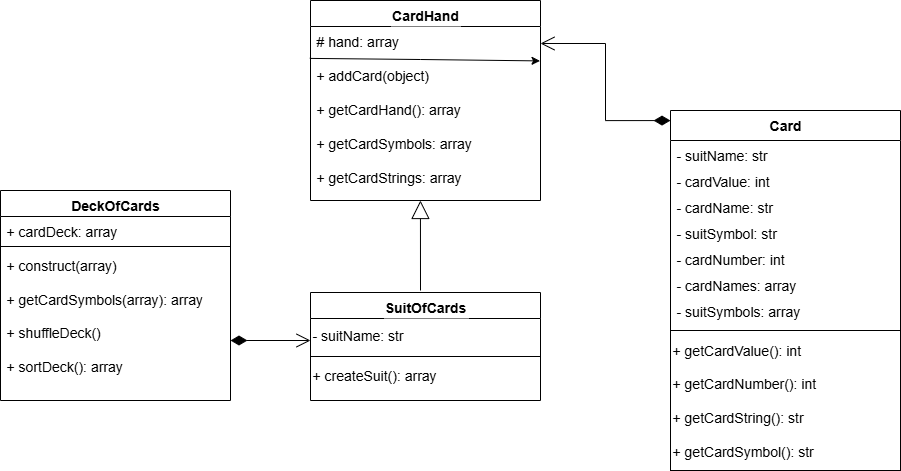 CardHand
# hand: array
+ addCard(object)
+ getCardHand(): array
+ getCardSymbols: array
+ getCardStrings: array
Card
- suitName: str
- cardValue: int
- cardName: str
- suitSymbol: str
- cardNumber: int
- cardNames: array
- suitSymbols: array
+ getCardValue(): int
+ getCardNumber(): int
+ getCardString(): str
+ getCardSymbol(): str
DeckOfCards
+ cardDeck: array
+ construct(array)
+ getCardSymbols(array): array
+ shuffleDeck()
+ sortDeck(): array
SuitOfCards
- suitName: str
+ createSuit(): array